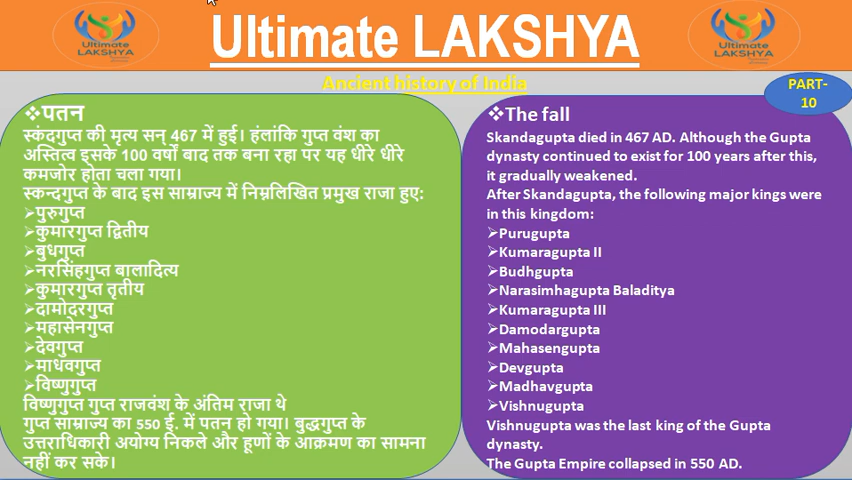 Ultimate LAKSHYA
Ultimate
LAKSHYA
Ultimate
LAKSHYA
Ancient history of India
PART-
10
❖पतन
स्कंदगुप्त की मृत्य सन् 467 में हुई। हंलांकि गुप्त वंश का
अस्तित्व इसके 100 वर्षों बाद तक बना रहा पर यह धीरे धीरे
कमजोर होता चला गया।
स्कन्दगुप्त के बाद इस साम्राज्य में निम्नलिखित प्रमुख राजा हुए:
➢पुरुगुप्त
➢कुमारगुप्त द्वितीय
➢बुधगुप्त
➢नरसिंहगुप्त बालादित्य
➢कुमारगुप्त तृतीय
➢दामोदरगुप्त
➢महासेनगुप्त
➢देवगुप्त
➢माधवगुप्त
➢विष्णुगुप्त
विष्णुगुप्त गुप्त राजवंश के अंतिम राजा थे
गुप्त साम्राज्य का 550 ई. में पतन हो गया। बुद्धगुप्त के
उत्तराधिकारी अयोग्य निकले और हूणों के आक्रमण का सामना
नहीं कर सके।
❖The fall
Skandagupta died in 467 AD. Although the Gupta
dynasty continued to exist for 100 years after this,
it gradually weakened.
After Skandagupta, the following major kings were
in this kingdom:
➢Purugupta
➢Kumaragupta II
➢Budhgupta
➢Narasimhagupta Baladitya
➢Kumaragupta III
➢Damodargupta
➢Mahasengupta
➢Devgupta
➢Madhavgupta
➢Vishnugupta
Vishnugupta was the last king of the Gupta
dynasty.
The Gupta Empire collapsed in 550 AD.